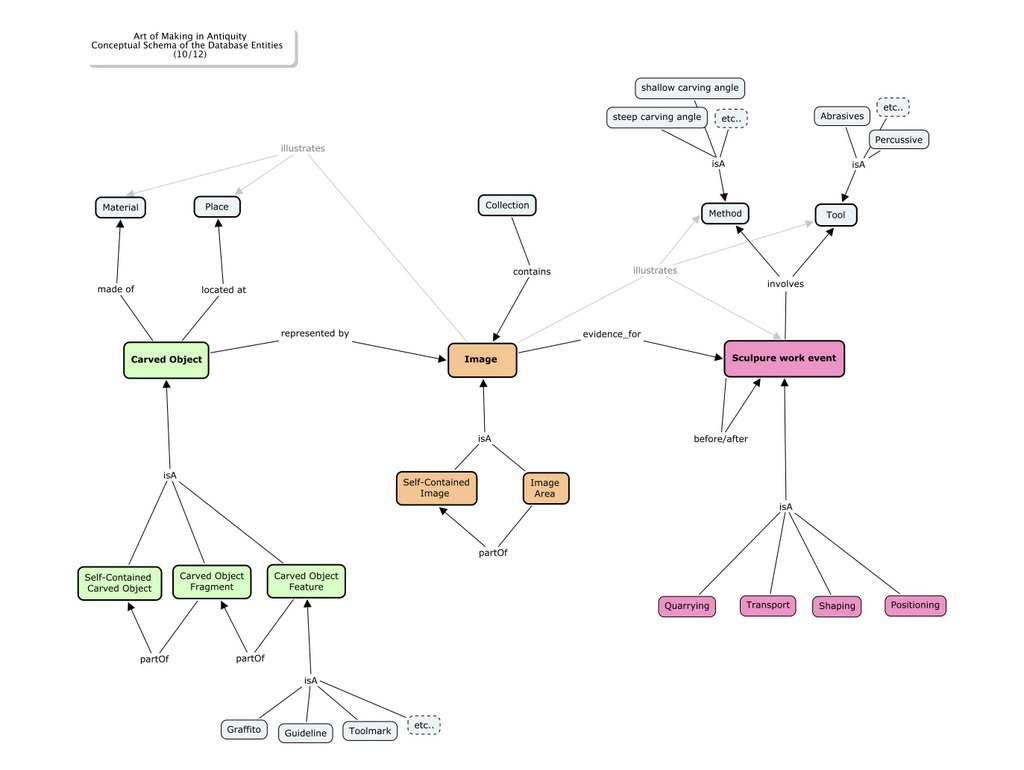 Art of Making in Antiquity
Conceptual Schema of the Database Entities
(10/12)
shallow carving angle
steep carving angle
etc..
Abrasives
etc..
Percussive
isA
isA
illustrates
Material
Place
Collection
Method
Tool
contains
illustrates
involves
made of
located at
represented by
evidence_for
Carved Object
Image
Sculpure work event
before/after
isA
isA
isA
Self-Contained
Image
Image
Area
partOf
Self-Contained
Carved Object
Carved Object
Fragment
Carved Object
Feature
Quarrying
Transport
Shaping
Positioning
partOf
partOf
isA
Graffito
Guideline
Toolmark
etc..